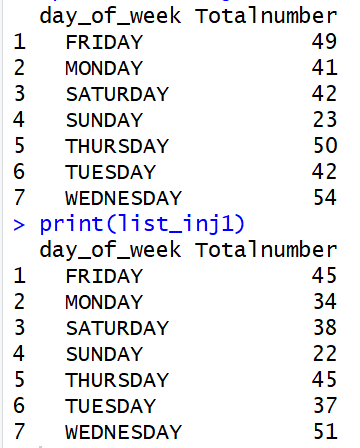 day_of_week Totalnumber
1 FRIDAY 49
2 MONDAY 41
3 SATURDAY 42
4 SUNDAY 23
5 THURSDAY 50
6 TUESDAY 42
7 WEDNESDAY 54
> print(list_inj1)
day_of_week Totalnumber
1 FRIDAY 45
2 MONDAY 34
3 SATURDAY 38
4 SUNDAY 22
5 THURSDAY 45
6 TUESDAY 37
7 WEDNESDAY 51